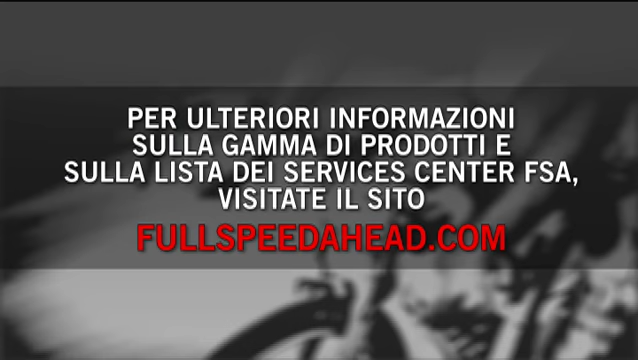 PER ULTERIORI INFORMAZIONI
SULLA GAMMA DI PRODOTTI E
SULLA LISTA DEI SERVICES CENTER FSA,
VISITATE IL SITO
FULLSPEEDAHEAD.COM